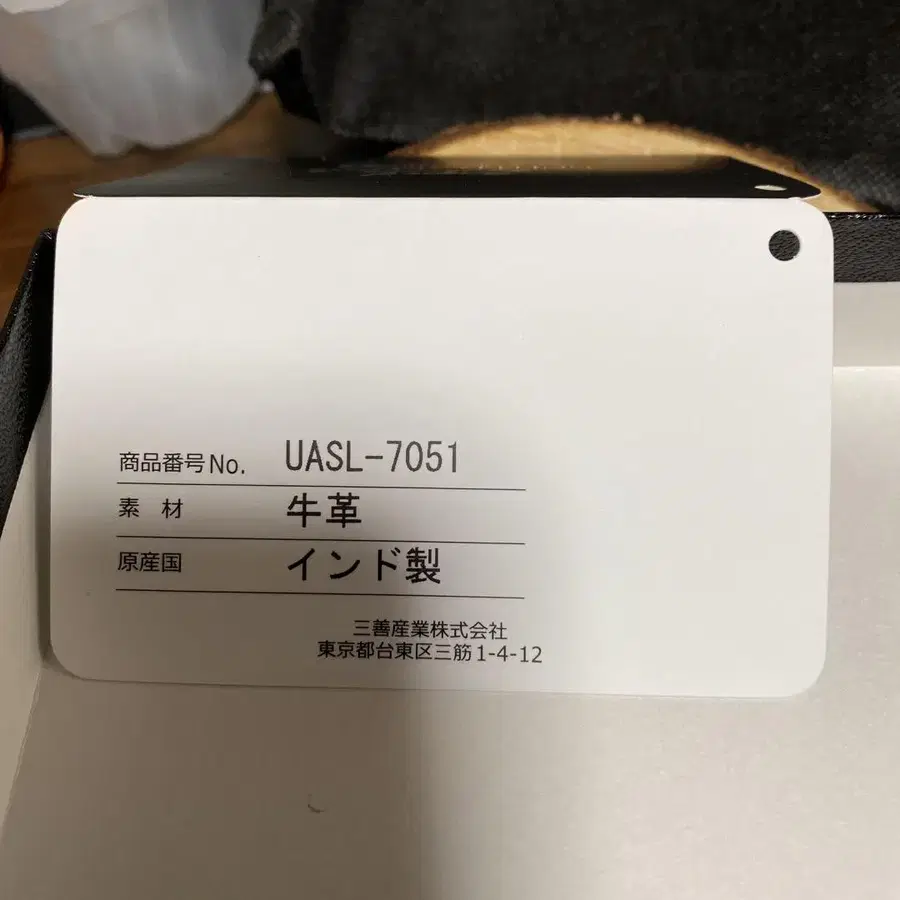 商品番号No. UASL-7051
素 材 牛革
原産国 インド製
三善産業株式会社
東京都台東区三筋1-4-12